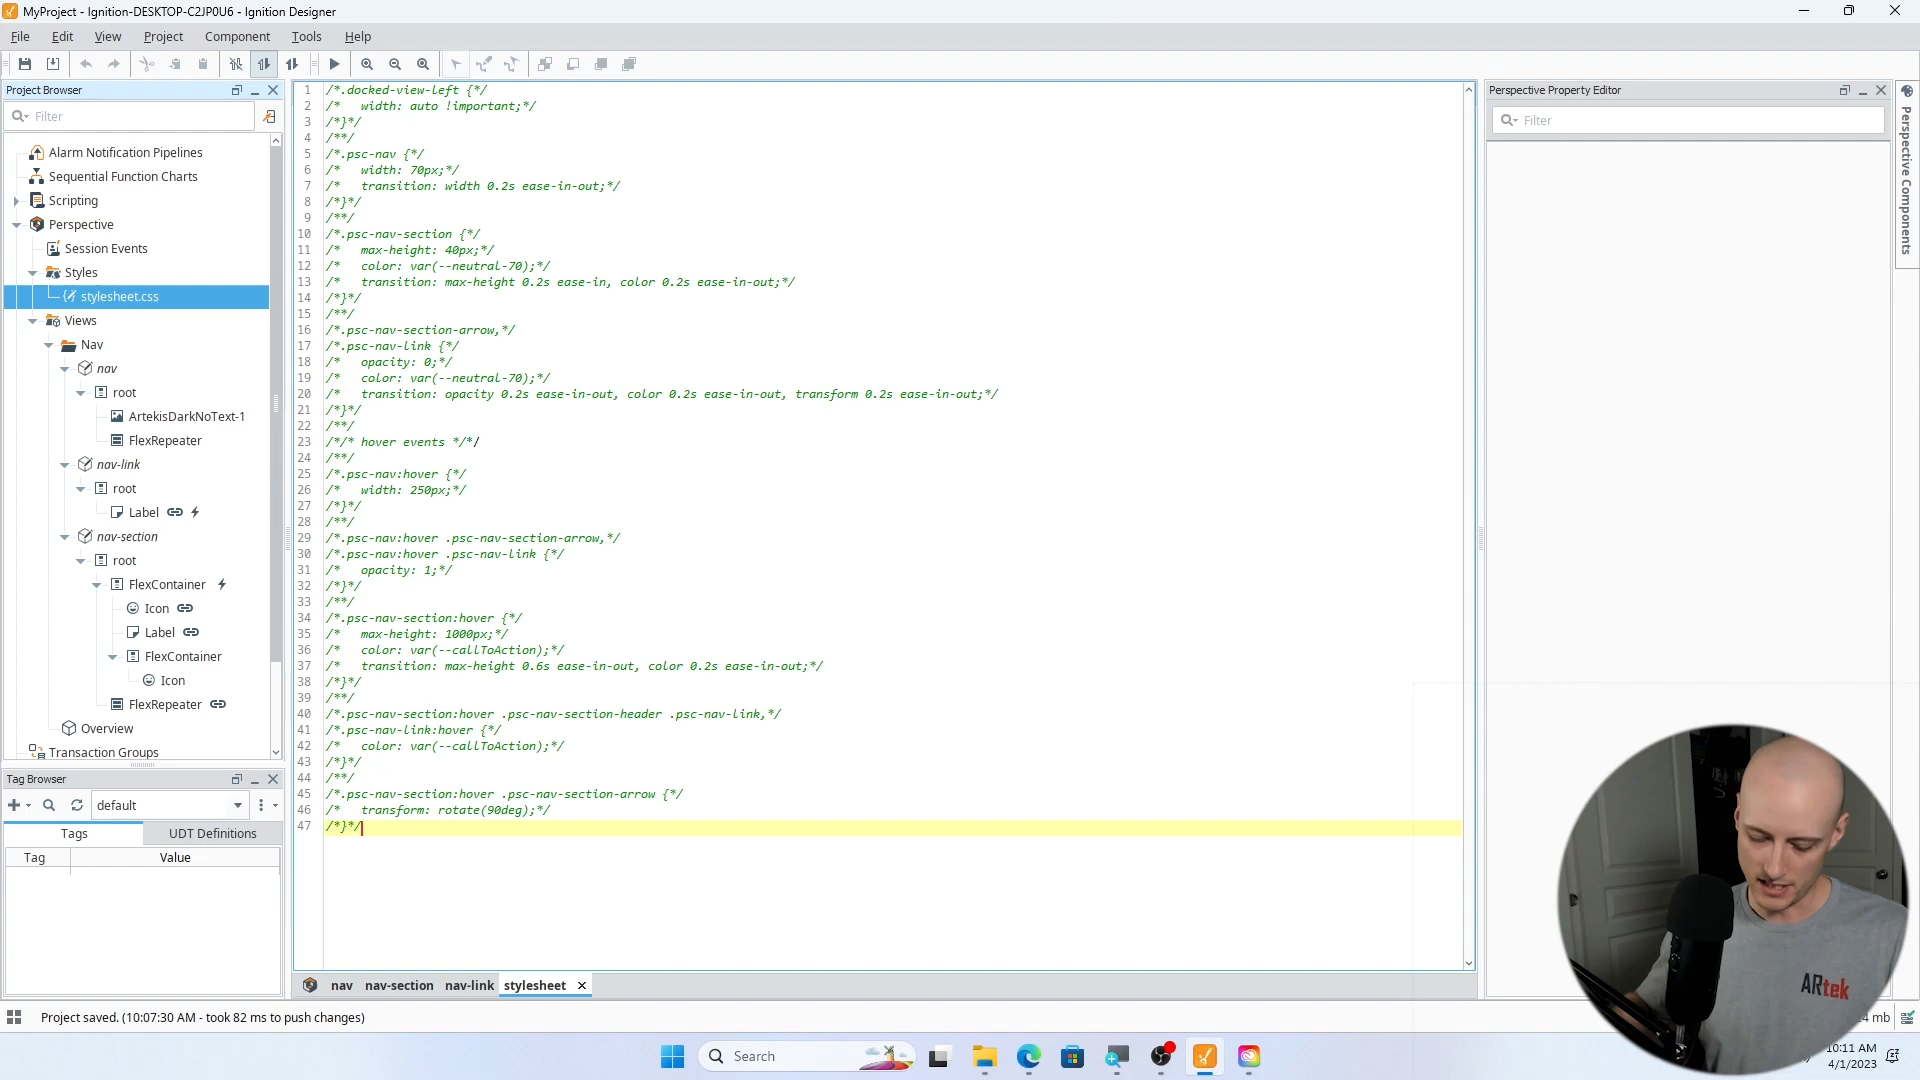 MyProject - Ignition-DESKTOP-C2JP0U6 - Ignition Designer
File Edit View Project Component Tools Help
Project Browser
Filter
Alarm Notification Pipelines
Sequential Function Charts
Scripting
Perspective
Session Events
Styles
stylesheet.css
Views
Nav
nav
root
ArtekisDarkNoText-1
FlexRepeater
nav-link
root
Label
nav-section
root
FlexContainer
Icon
Label
FlexContainer
Icon
FlexRepeater
Overview
Transaction Groups
Tag Browser
default
Tags UDT Definitions
Tag Value
1 /*.docked-view-left {*/
2 /*   width: auto !important;*/
3 /*}*/
4 /**/
5 /*.psc-nav {*/
6 /*   width: 70px;*/
7 /*   transition: width 0.2s ease-in-out;*/
8 /*}*/
9 /**/
10 /*.psc-nav-section {*/
11 /*   max-height: 40px;*/
12 /*   color: var(--neutral-70);*/
13 /*   transition: max-height 0.2s ease-in, color 0.2s ease-in-out;*/
14 /*}*/
15 /**/
16 /*.psc-nav-section-arrow,*/
17 /*.psc-nav-link {*/
18 /*   opacity: 0;*/
19 /*   color: var(--neutral-70);*/
20 /*   transition: opacity 0.2s ease-in-out, color 0.2s ease-in-out, transform 0.2s ease-in-out;*/
21 /*}*/
22 /**/
23 /*/* hover events */*/
24 /**/
25 /*.psc-nav:hover {*/
26 /*   width: 250px;*/
27 /*}*/
28 /**/
29 /*.psc-nav:hover .psc-nav-section-arrow,*/
30 /*.psc-nav:hover .psc-nav-link {*/
31 /*   opacity: 1;*/
32 /*}*/
33 /**/
34 /*.psc-nav-section:hover {*/
35 /*   max-height: 1000px;*/
36 /*   color: var(--callToAction);*/
37 /*   transition: max-height 0.6s ease-in-out, color 0.2s ease-in-out;*/
38 /*}*/
39 /**/
40 /*.psc-nav-section:hover .psc-nav-section-header .psc-nav-link,*/
41 /*.psc-nav-link:hover {*/
42 /*   color: var(--callToAction);*/
43 /*}*/
44 /**/
45 /*.psc-nav-section:hover .psc-nav-section-arrow {*/
46 /*   transform: rotate(90deg);*/
47 /*}*/
nav nav-section nav-link stylesheet
Perspective Property Editor
Filter
Perspective Components
ARtek
Project saved. (10:07:30 AM - took 82 ms to push changes)
mb
Search
10:11 AM
4/1/2023